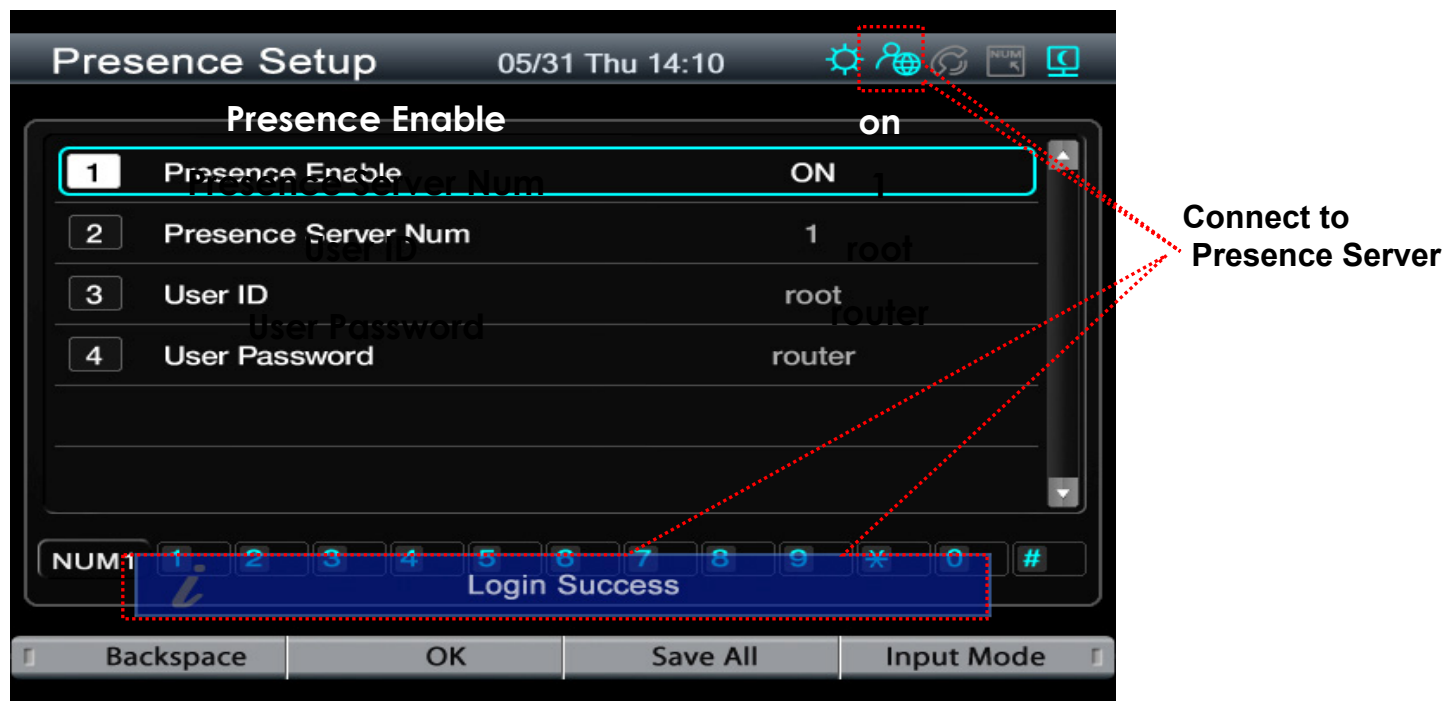 Presence Setup 05/31 Thu 14:10 NUM
Presence Enable on
1 Presence Enable ON
Presence Server Num 1
2 Presence Server Num 1
User ID root
3 User ID root
User Password router
4 User Password router
Connect to
Presence Server
NUM1 1 2 3 4 5 6 7 8 9 * 0 #
i Login Success
Backspace OK Save All Input Mode